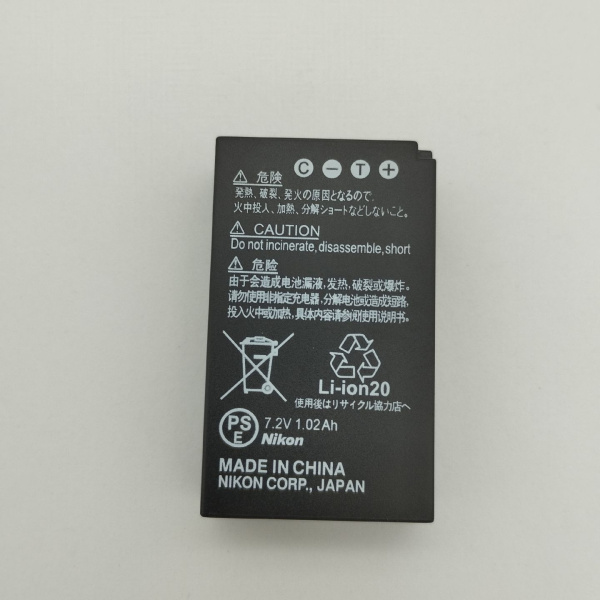 C − T +
⚠ 危険
発熱、破裂、発火の原因となるので、
火中投入、加熱、分解ショートなどしないこと。
⚠ CAUTION
Do not incinerate, disassemble, short
⚠ 危险
由于会造成电池漏液，发热，破裂或爆炸。
请勿使用非指定充电器，分解电池或造成短路，
投入火中或加热，具体内容请参阅使用说明书。
Li-ion20
使用後はリサイクル協力店へ
PS
E
7.2V 1.02Ah
Nikon
MADE IN CHINA
NIKON CORP., JAPAN